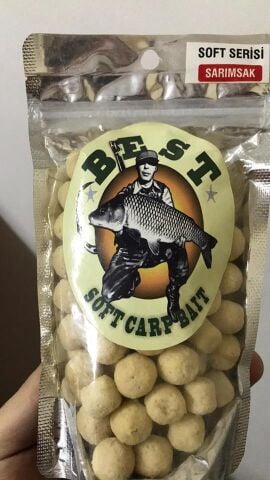 SOFT SERİSİ
SARIMSAK
BEST
SOFT CARP BAIT